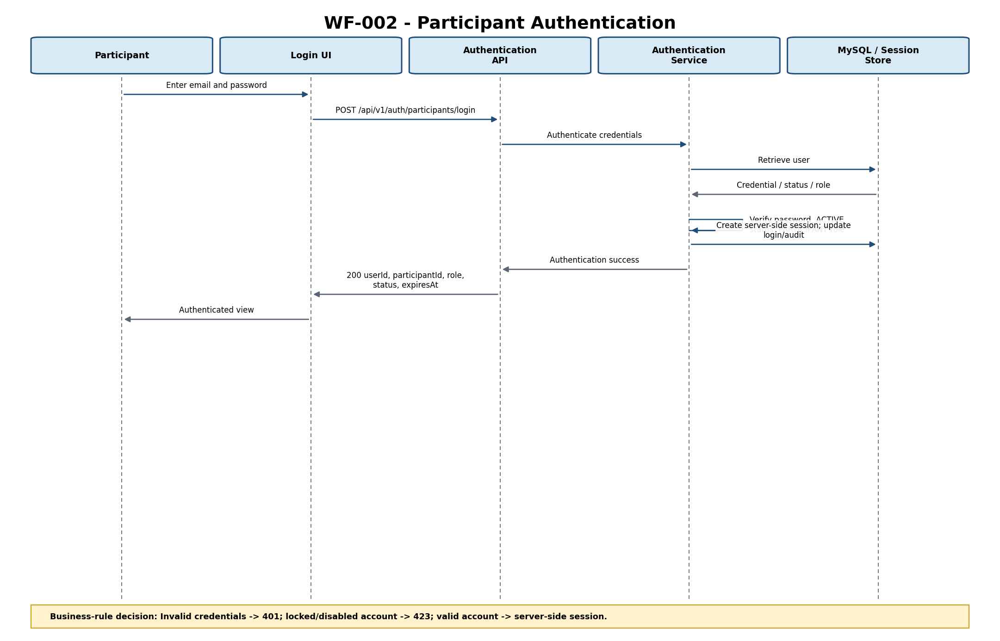 WF-002 - Participant Authentication
Participant
Login UI
Authentication
API
Authentication
Service
MySQL / Session
Store
Enter email and password
POST /api/v1/auth/participants/login
Authenticate credentials
Retrieve user
Credential / status / role
Verify password, ACTIVE
Create server-side session; update
login/audit
Authentication success
200 userId, participantId, role,
status, expiresAt
Authenticated view
Business-rule decision: Invalid credentials -> 401; locked/disabled account -> 423; valid account -> server-side session.